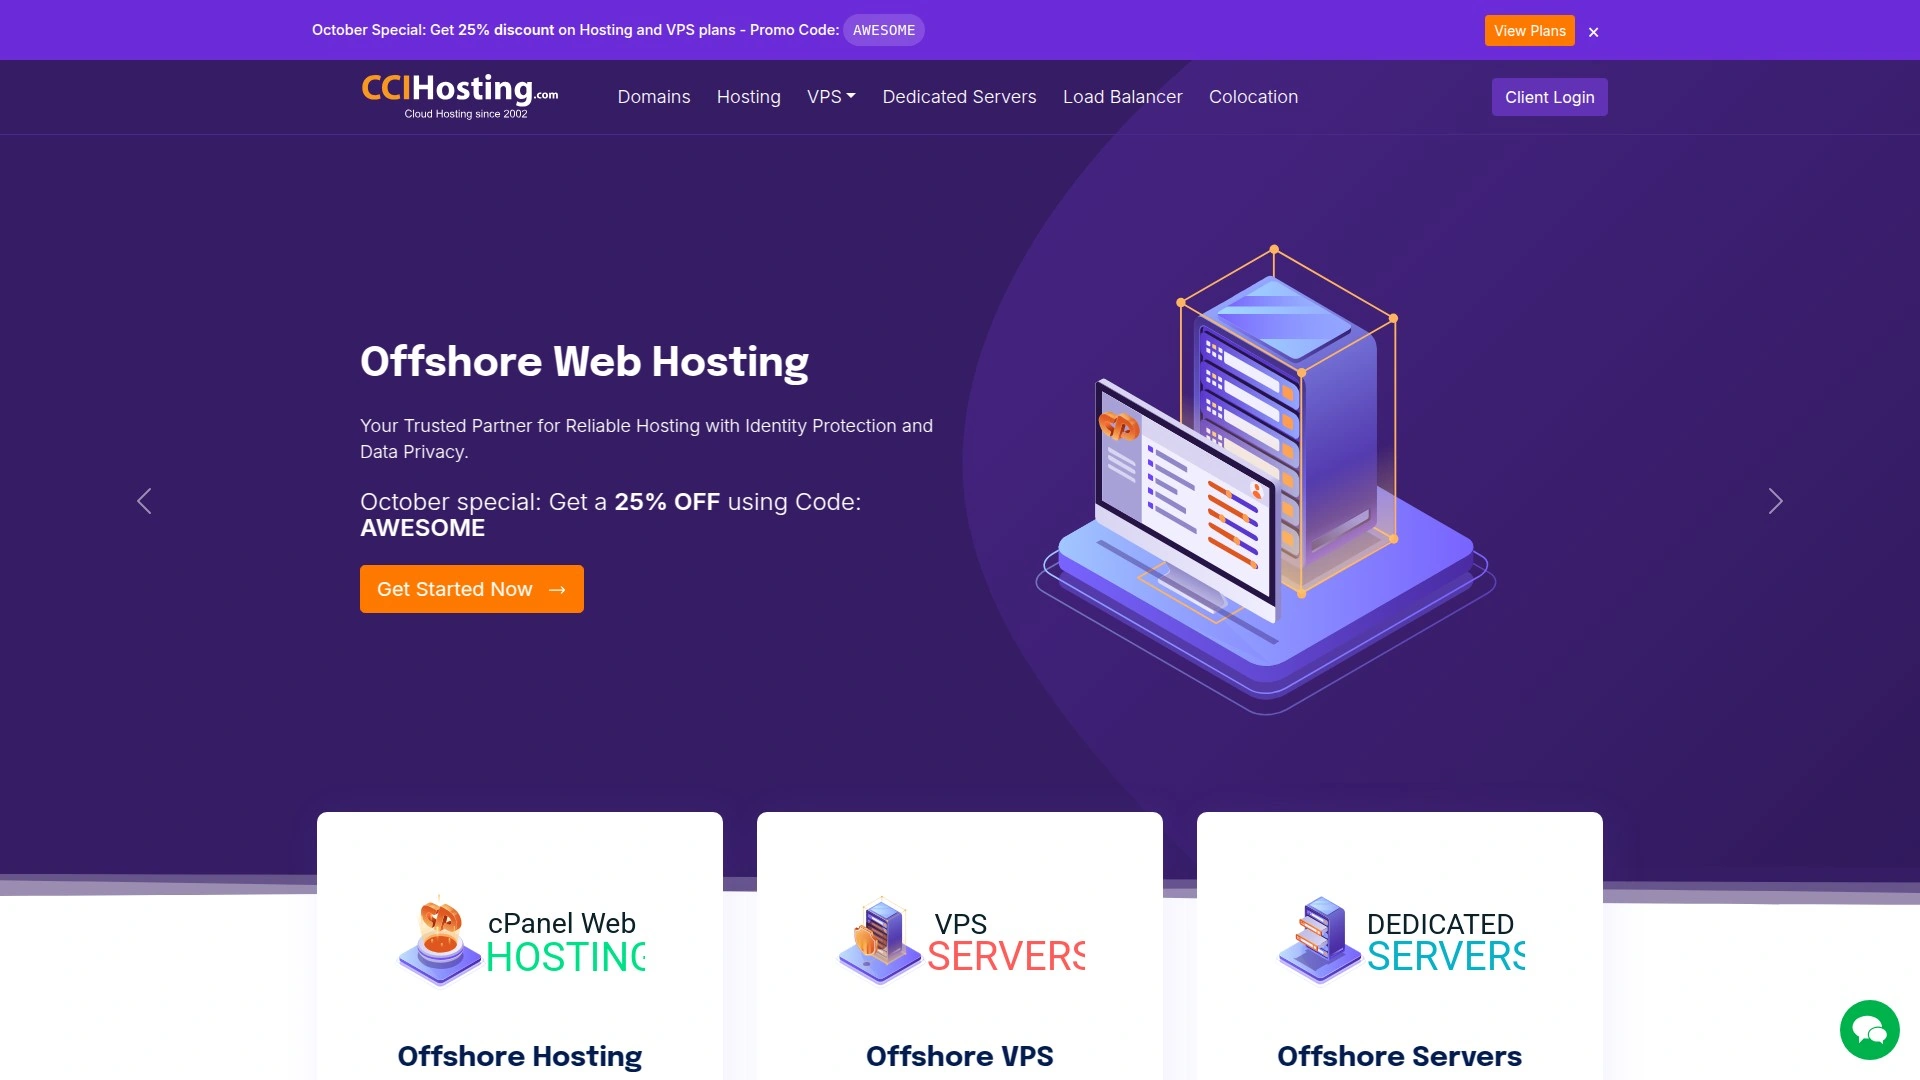 October Special: Get 25% discount on Hosting and VPS plans - Promo Code: AWESOME
View Plans ×
CCIHosting.com
Cloud Hosting since 2002
Domains Hosting VPS Dedicated Servers Load Balancer Colocation
Client Login
Offshore Web Hosting
Your Trusted Partner for Reliable Hosting with Identity Protection and
Data Privacy.
October special: Get a 25% OFF using Code:
AWESOME
Get Started Now →
cPanel Web
HOSTING
Offshore Hosting
VPS
SERVERS
Offshore VPS
DEDICATED
SERVERS
Offshore Servers